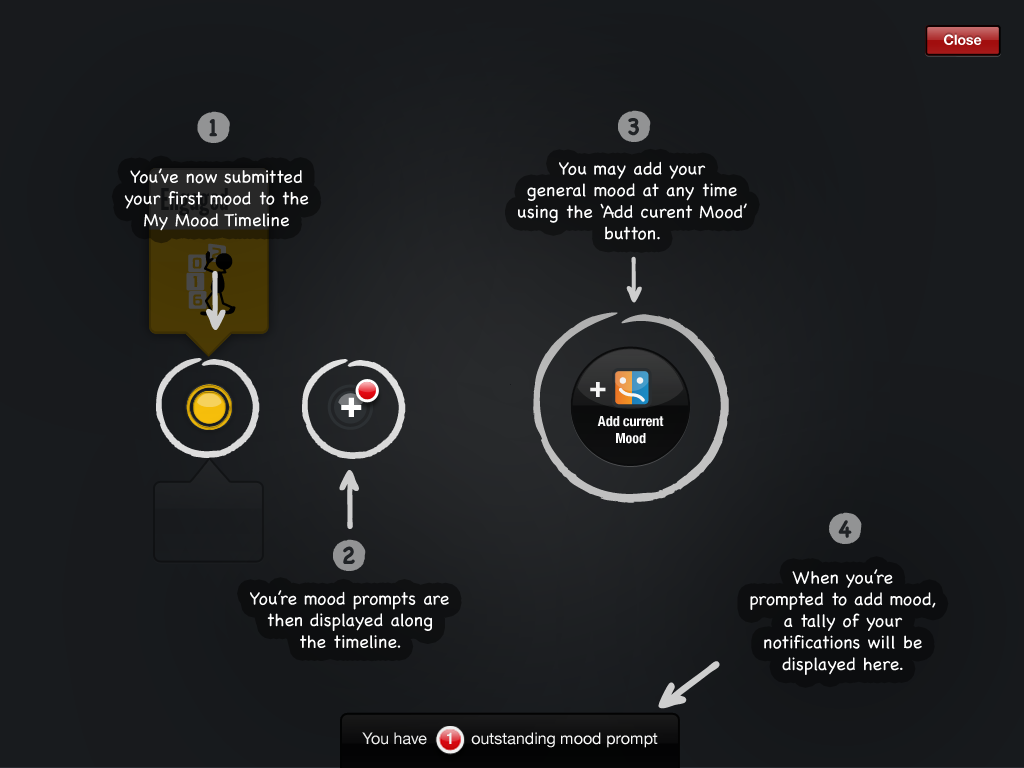 Close
1
You've now submitted
your first mood to the
My Mood Timeline
3
You may add your
general mood at any time
using the 'Add curent Mood'
button.
+
Add current
Mood
+
2
You're mood prompts are
then displayed along
the timeline.
4
When you're
prompted to add mood,
a tally of your
notifications will be
displayed here.
You have 1 outstanding mood prompt